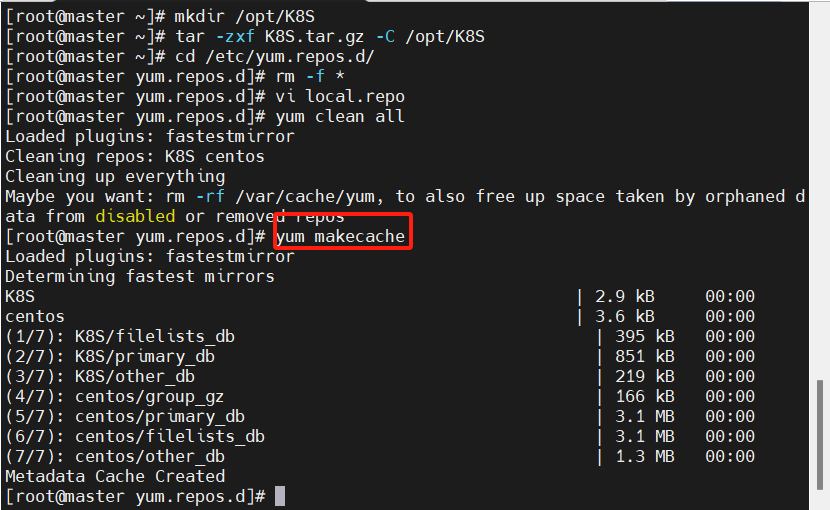 [root@master ~]# mkdir /opt/K8S
[root@master ~]# tar -zxf K8S.tar.gz -C /opt/K8S
[root@master ~]# cd /etc/yum.repos.d/
[root@master yum.repos.d]# rm -f *
[root@master yum.repos.d]# vi local.repo
[root@master yum.repos.d]# yum clean all
Loaded plugins: fastestmirror
Cleaning repos: K8S centos
Cleaning up everything
Maybe you want: rm -rf /var/cache/yum, to also free up space taken by orphaned d
ata from disabled or removed repos
[root@master yum.repos.d]# yum makecache
Loaded plugins: fastestmirror
Determining fastest mirrors
K8S | 2.9 kB 00:00
centos | 3.6 kB 00:00
(1/7): K8S/filelists_db | 395 kB 00:00
(2/7): K8S/primary_db | 851 kB 00:00
(3/7): K8S/other_db | 219 kB 00:00
(4/7): centos/group_gz | 166 kB 00:00
(5/7): centos/primary_db | 3.1 MB 00:00
(6/7): centos/filelists_db | 3.1 MB 00:00
(7/7): centos/other_db | 1.3 MB 00:00
Metadata Cache Created
[root@master yum.repos.d]#